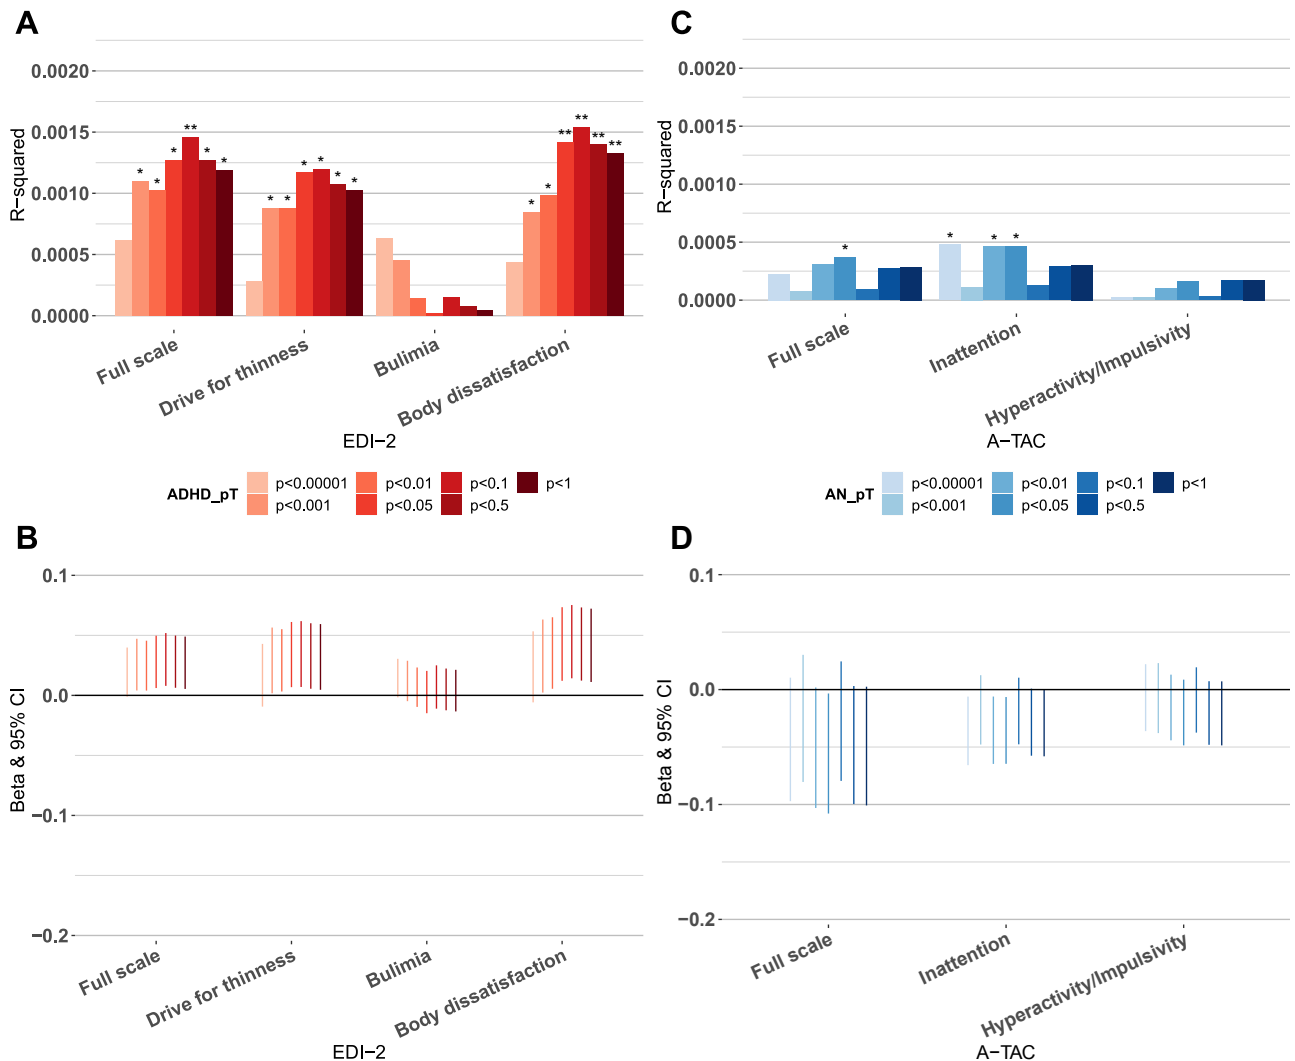 A
R−squared
0.0020
0.0015
0.0010
0.0005
0.0000
* * * ** * *
* * * * * *
* * ** ** ** **
Full scale
Drive for thinness
Bulimia
Body dissatisfaction
EDI−2
ADHD_pT
p<0.00001 p<0.01 p<0.1 p<1
p<0.001 p<0.05 p<0.5
C
R−squared
0.0020
0.0015
0.0010
0.0005
0.0000
*
* * *
Full scale
Inattention
Hyperactivity/Impulsivity
A−TAC
AN_pT
p<0.00001 p<0.01 p<0.1 p<1
p<0.001 p<0.05 p<0.5
B
Beta & 95% CI
0.1
0.0
−0.1
−0.2
Full scale
Drive for thinness
Bulimia
Body dissatisfaction
EDI−2
D
Beta & 95% CI
0.1
0.0
−0.1
−0.2
Full scale
Inattention
Hyperactivity/Impulsivity
A−TAC